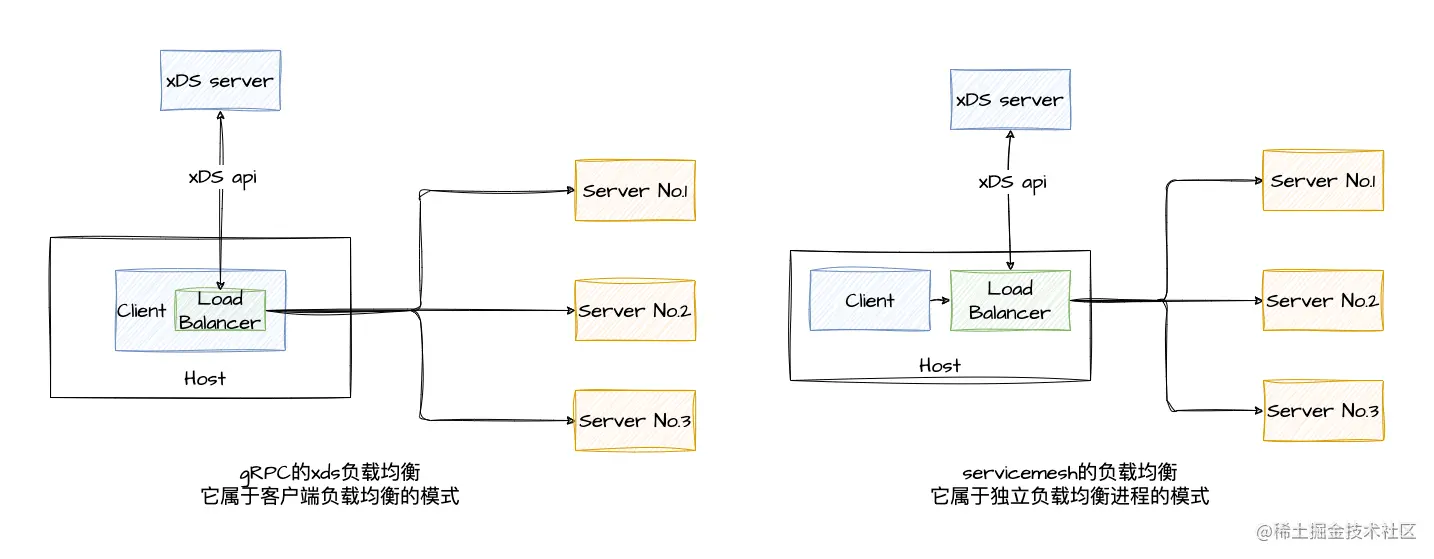 xDS server
xDS api
Client
Load
Balancer
Host
Server No.1
Server No.2
Server No.3
gRPC的xds负载均衡
它属于客户端负载均衡的模式
xDS server
xDS api
Client
Load
Balancer
Host
Server No.1
Server No.2
Server No.3
servicemesh的负载均衡
它属于独立负载均衡进程的模式
@稀土掘金技术社区